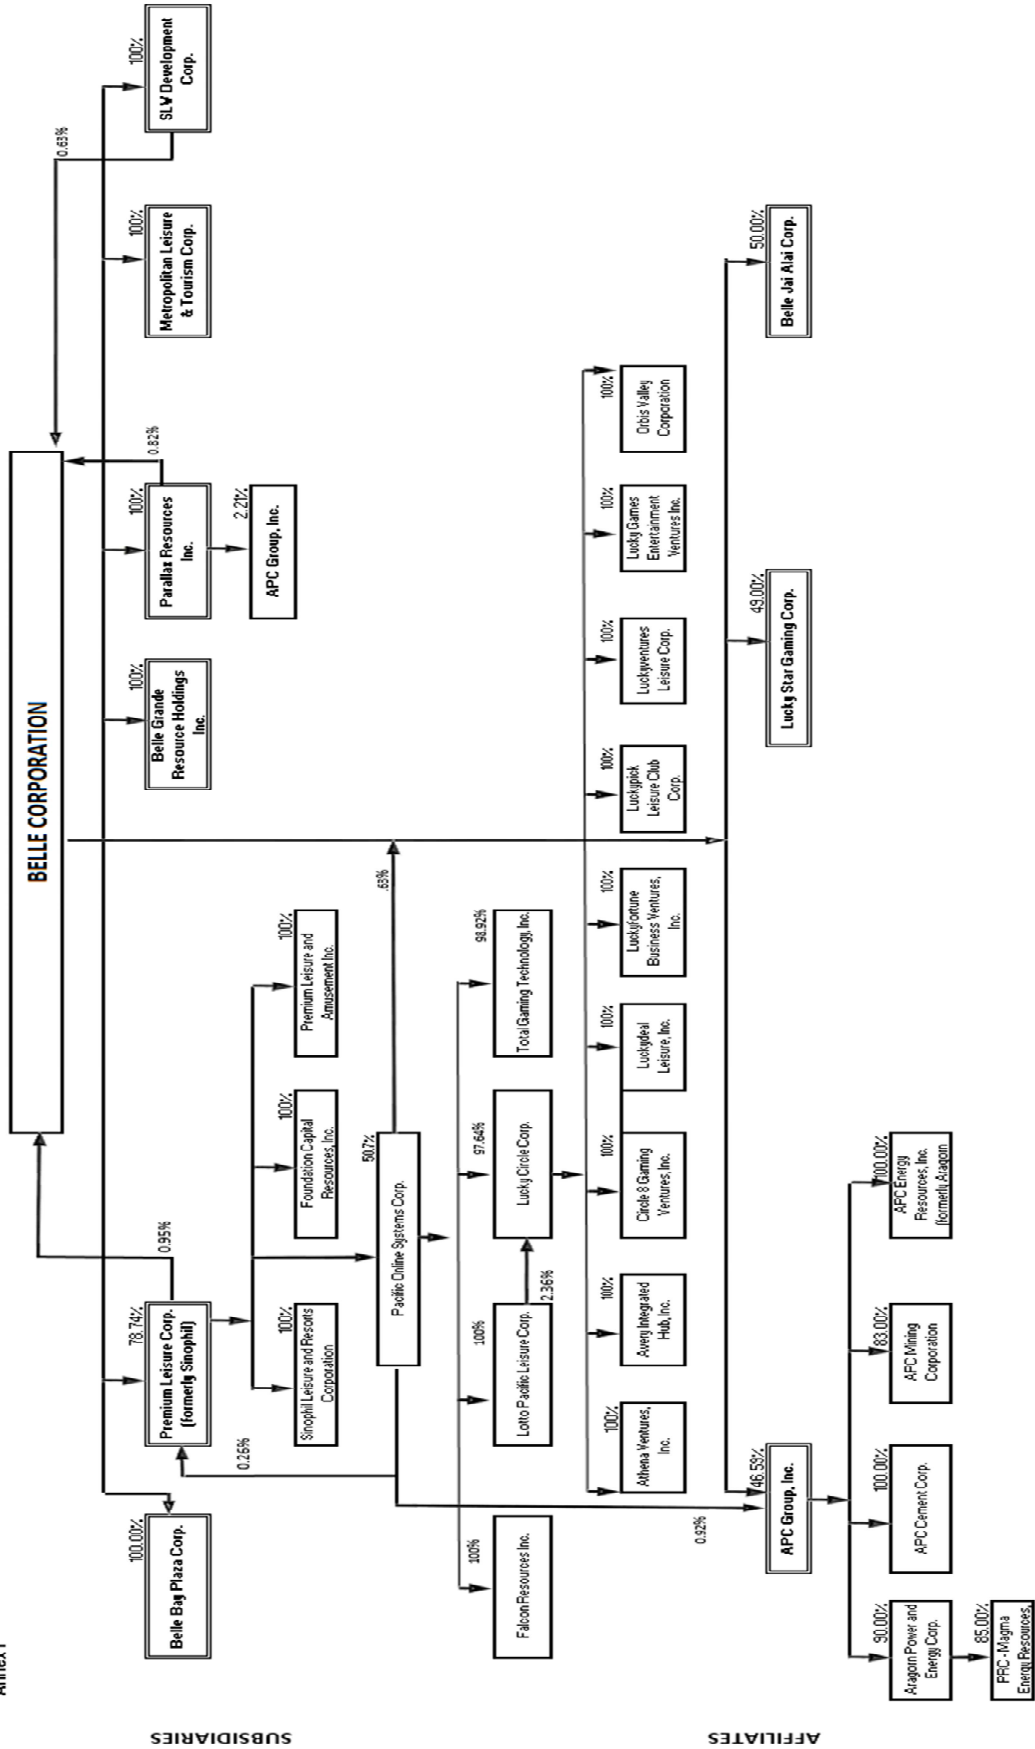 Annex I
BELLE CORPORATION
SUBSIDIARIES
0.95%
0.82%
0.63%
100.00%
Belle Bay Plaza Corp.
78.74%
Premium Leisure Corp.
(formerly Sinophil)
100%
Belle Grande
Resource Holdings
Inc.
100%
Parallax Resources
Inc.
100%
Metropolitan Leisure
& Tourism Corp.
100%
SLW Development
Corp.
2.21%
APC Group, Inc.
0.26%
100%
Sinophil Leisure and Resorts
Corporation
100%
Foundation Capital
Resources, Inc.
100%
Premium Leisure and
Amusement Inc.
50.7%
Pacific Online Systems Corp.
.63%
100%
Falcon Resources Inc.
100%
Lotto Pacific Leisure Corp.
2.36%
97.64%
Lucky Circle Corp.
98.92%
Total Gaming Technology, Inc.
100%
Athena Ventures,
Inc.
100%
Avery Integrated
Hub, Inc.
100%
Circle 8 Gaming
Ventures, Inc.
100%
Luckydeal
Leisure, Inc.
100%
Luckyfortune
Business Ventures,
Inc.
100%
Luckypick
Leisure Club
Corp.
100%
Luckyventures
Leisure Corp.
100%
Lucky Games
Entertainment
Ventures Inc.
100%
Orbis Valley
Corporation
AFFILIATES
0.92%
46.59%
APC Group, Inc.
49.00%
Lucky Star Gaming Corp.
50.00%
Belle Jai Alai Corp.
90.00%
Aragorn Power and
Energy Corp.
100.00%
APC Cement Corp.
83.00%
APC Mining
Corporation
100.00%
APC Energy
Resources, Inc.
(formerly Aragorn
85.00%
PRC - Magma
Energy Resources,